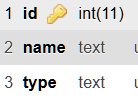 1 id int(11)
2 name text
3 type text